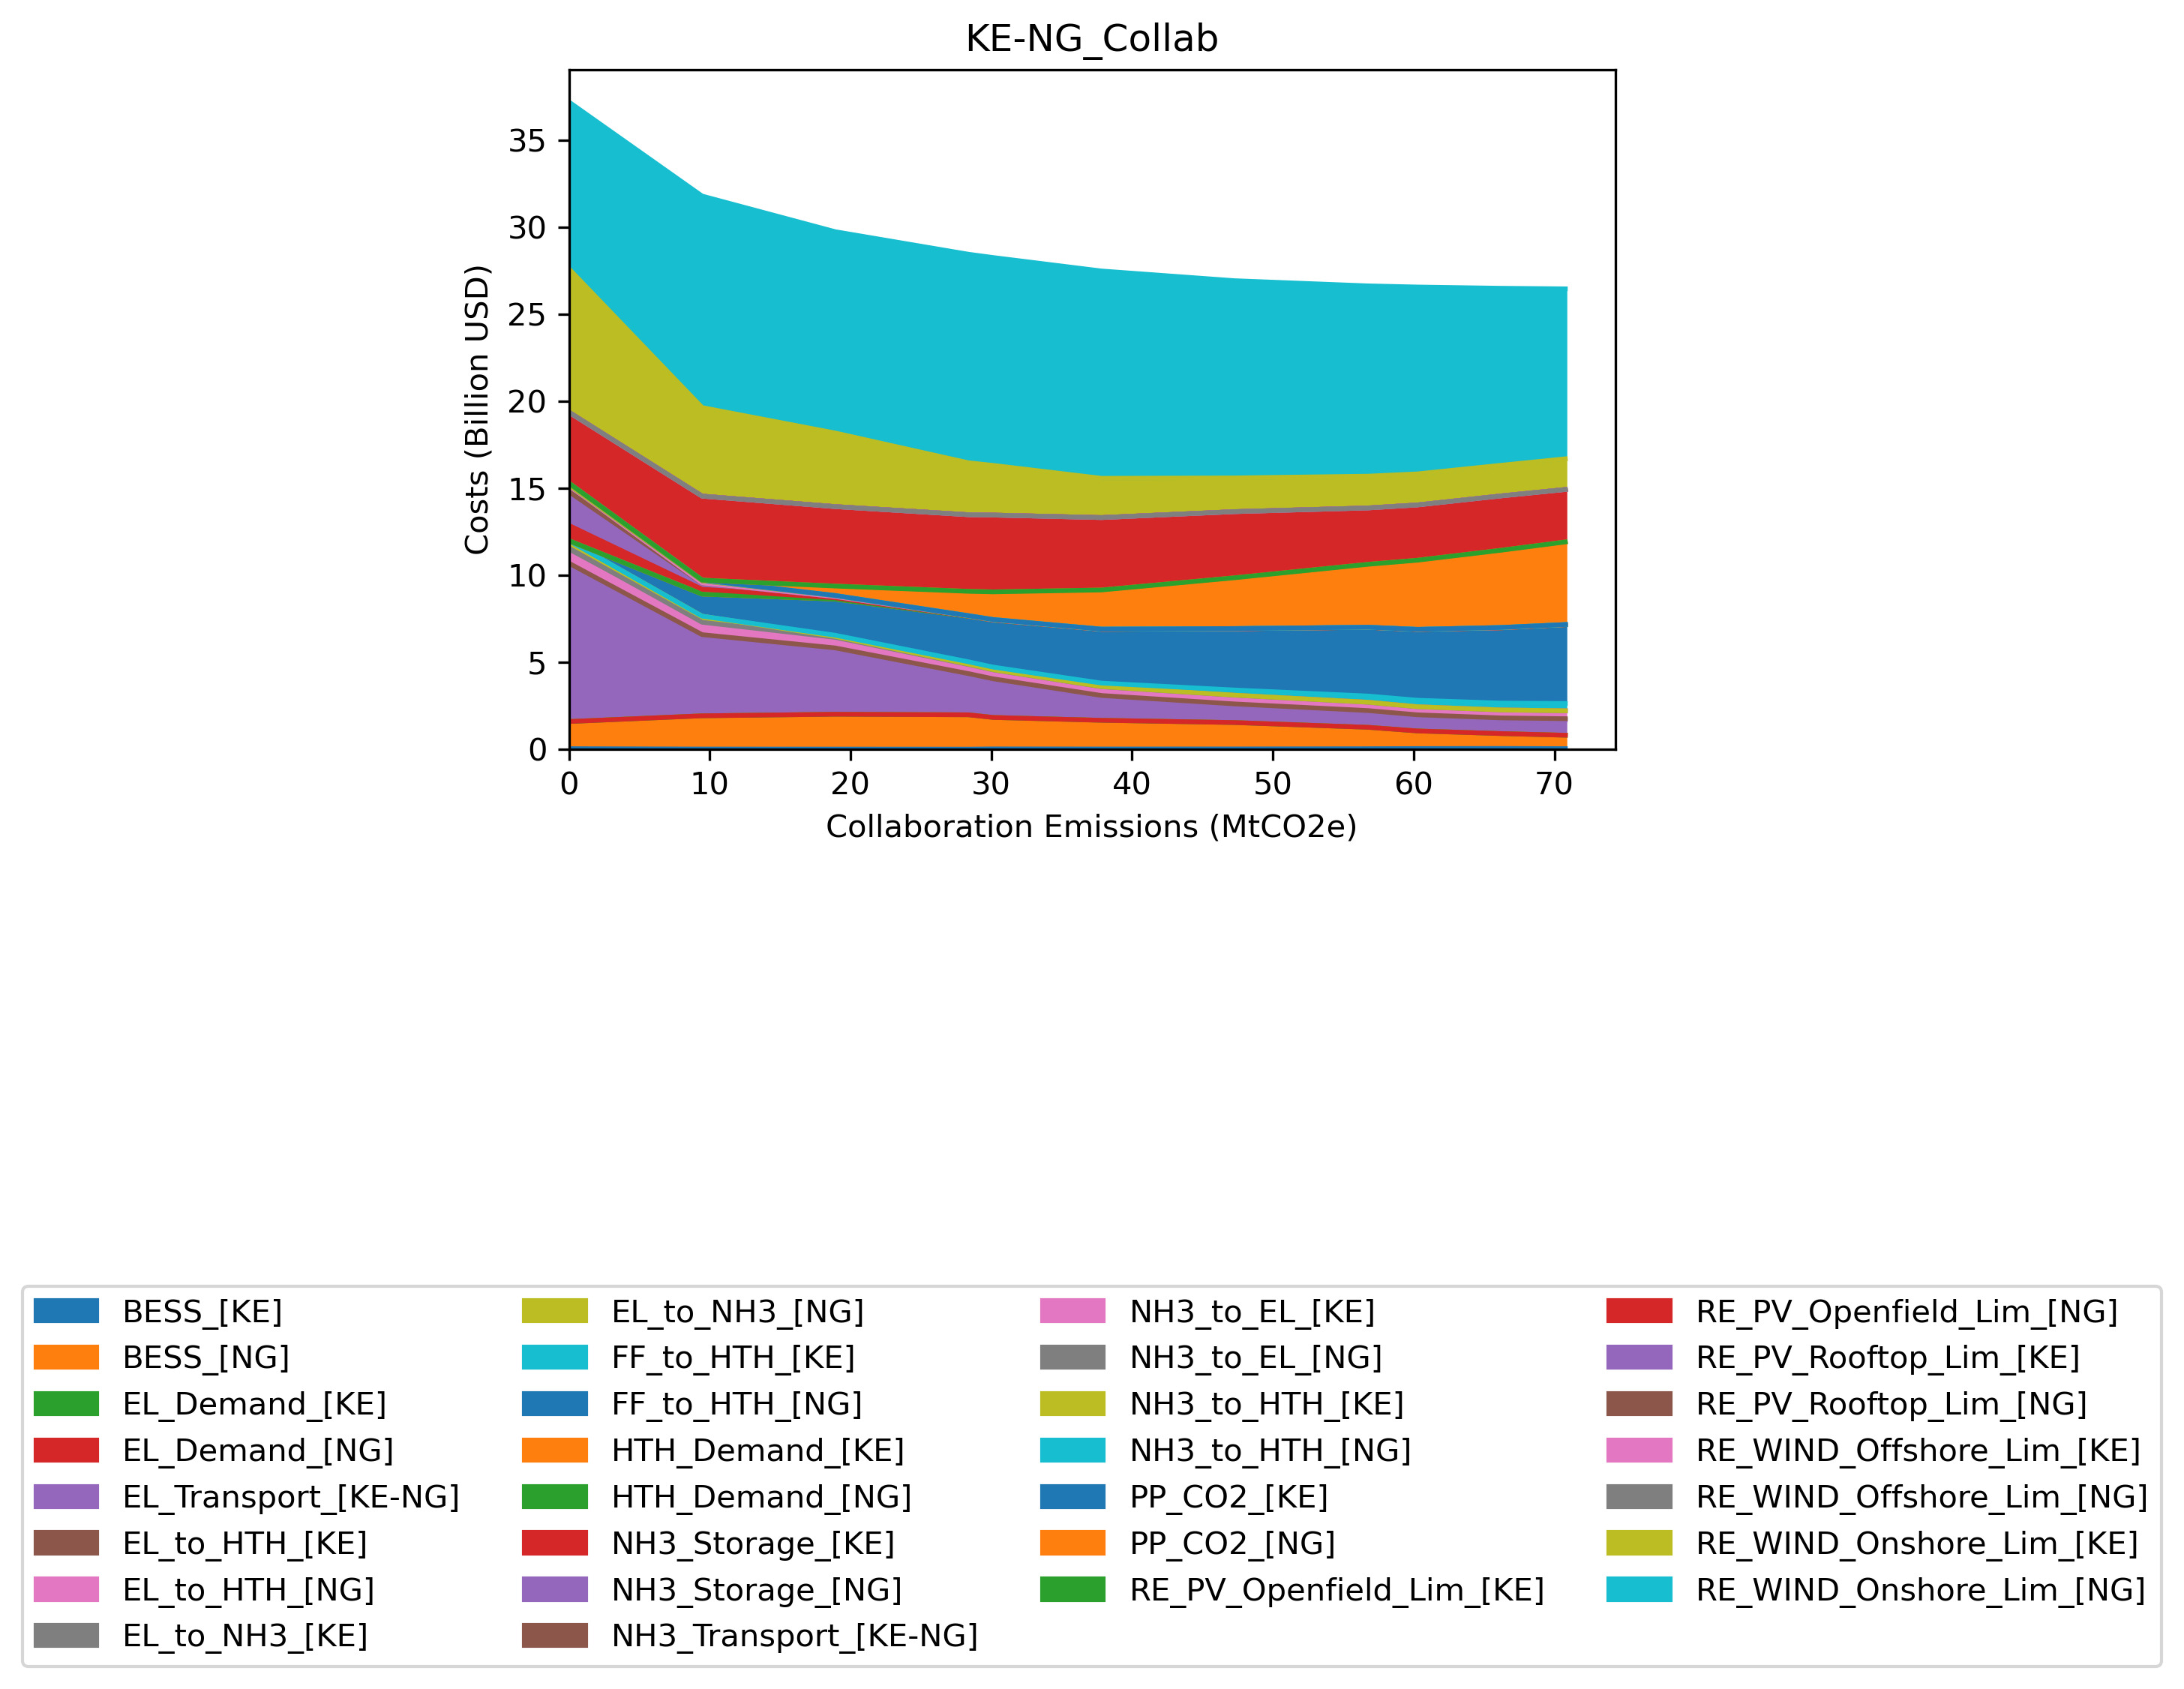 KE-NG_Collab
Costs (Billion USD)
35
30
25
20
15
10
5
0
0 10 20 30 40 50 60 70
Collaboration Emissions (MtCO2e)
BESS_[KE]
BESS_[NG]
EL_Demand_[KE]
EL_Demand_[NG]
EL_Transport_[KE-NG]
EL_to_HTH_[KE]
EL_to_HTH_[NG]
EL_to_NH3_[KE]
EL_to_NH3_[NG]
FF_to_HTH_[KE]
FF_to_HTH_[NG]
HTH_Demand_[KE]
HTH_Demand_[NG]
NH3_Storage_[KE]
NH3_Storage_[NG]
NH3_Transport_[KE-NG]
NH3_to_EL_[KE]
NH3_to_EL_[NG]
NH3_to_HTH_[KE]
NH3_to_HTH_[NG]
PP_CO2_[KE]
PP_CO2_[NG]
RE_PV_Openfield_Lim_[KE]
RE_PV_Openfield_Lim_[NG]
RE_PV_Rooftop_Lim_[KE]
RE_PV_Rooftop_Lim_[NG]
RE_WIND_Offshore_Lim_[KE]
RE_WIND_Offshore_Lim_[NG]
RE_WIND_Onshore_Lim_[KE]
RE_WIND_Onshore_Lim_[NG]